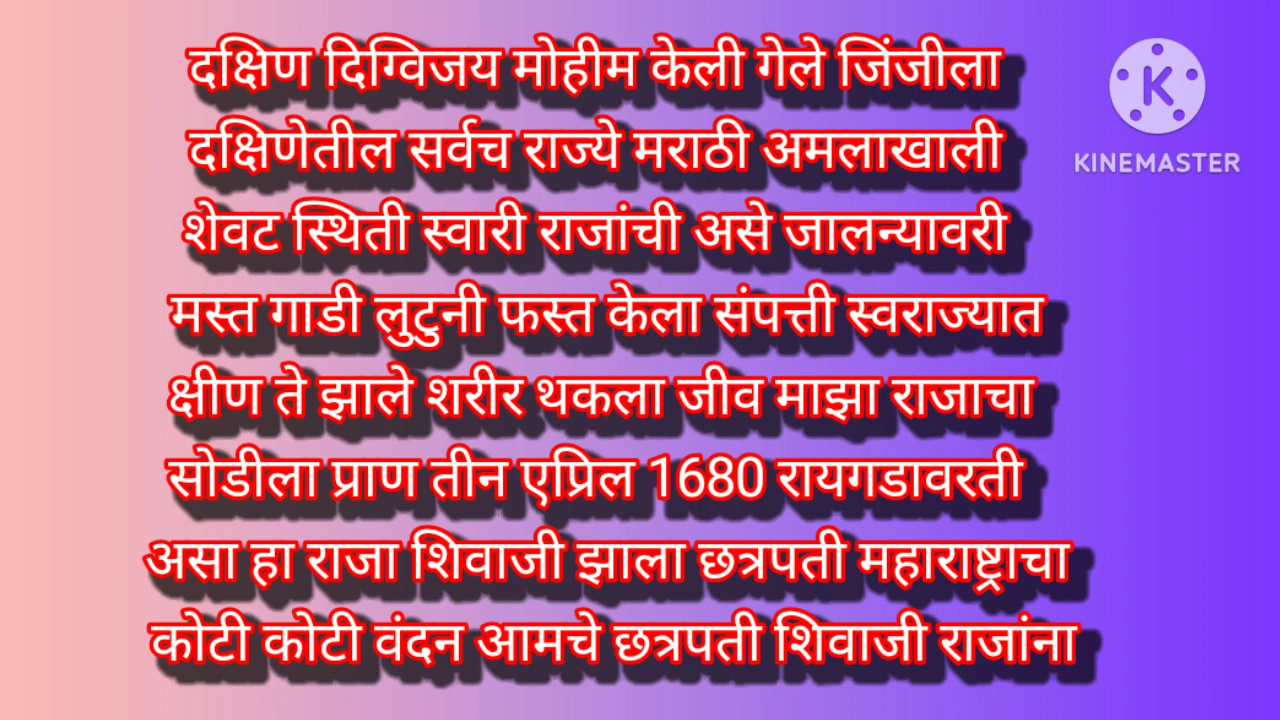 दक्षिण दिग्विजय मोहीम केली गेले जिंजीला
दक्षिणेतील सर्वच राज्ये मराठी अमलाखाली
शेवट स्थिती स्वारी राजांची असे जालन्यावरी
मस्त गाडी लुटुनी फस्त केला संपत्ती स्वराज्यात
क्षीण ते झाले शरीर थकला जीव माझा राजाचा
सोडीला प्राण तीन एप्रिल 1680 रायगडावरती
असा हा राजा शिवाजी झाला छत्रपती महाराष्ट्राचा
कोटी कोटी वंदन आमचे छत्रपती शिवाजी राजांना
K
KINEMASTER